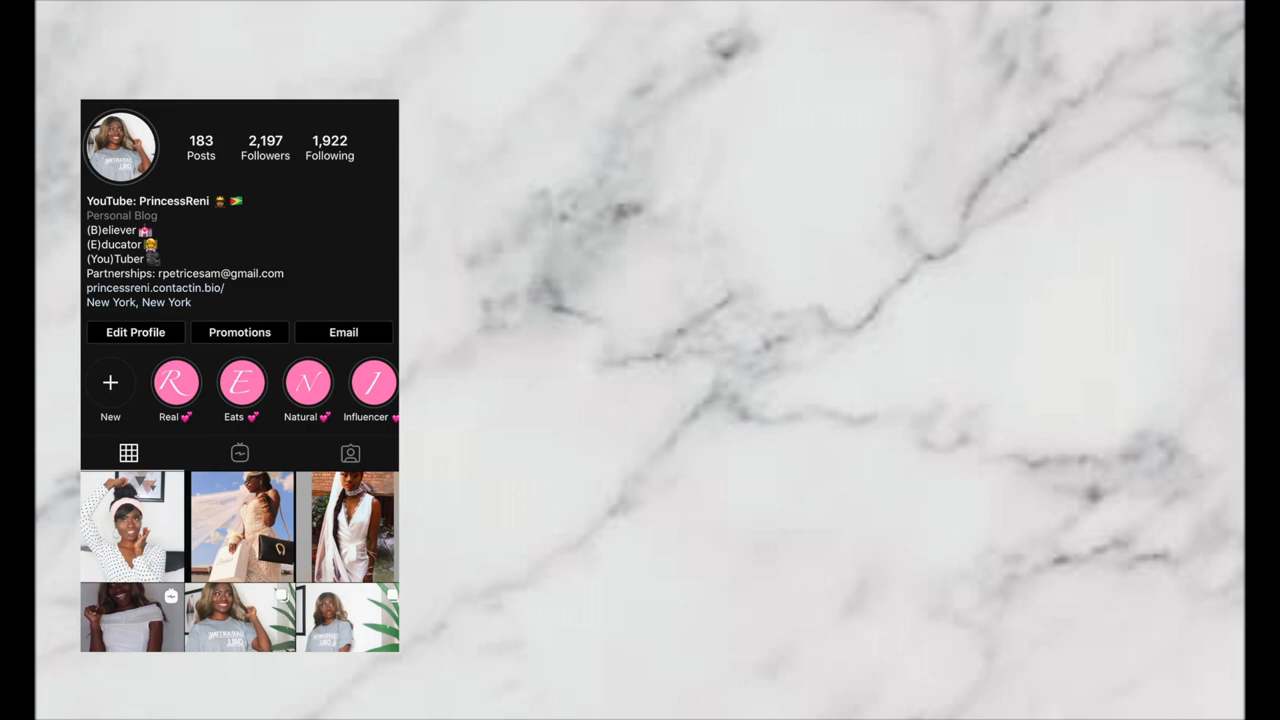 183 2,197 1,922
Posts Followers Following
YouTube: PrincessReni
Personal Blog
(B)eliever
(E)ducator
(You)Tuber
Partnerships: rpetricesam@gmail.com
princessreni.contactin.bio/
New York, New York
Edit Profile Promotions Email
R E N I
New Real Eats Natural Influencer